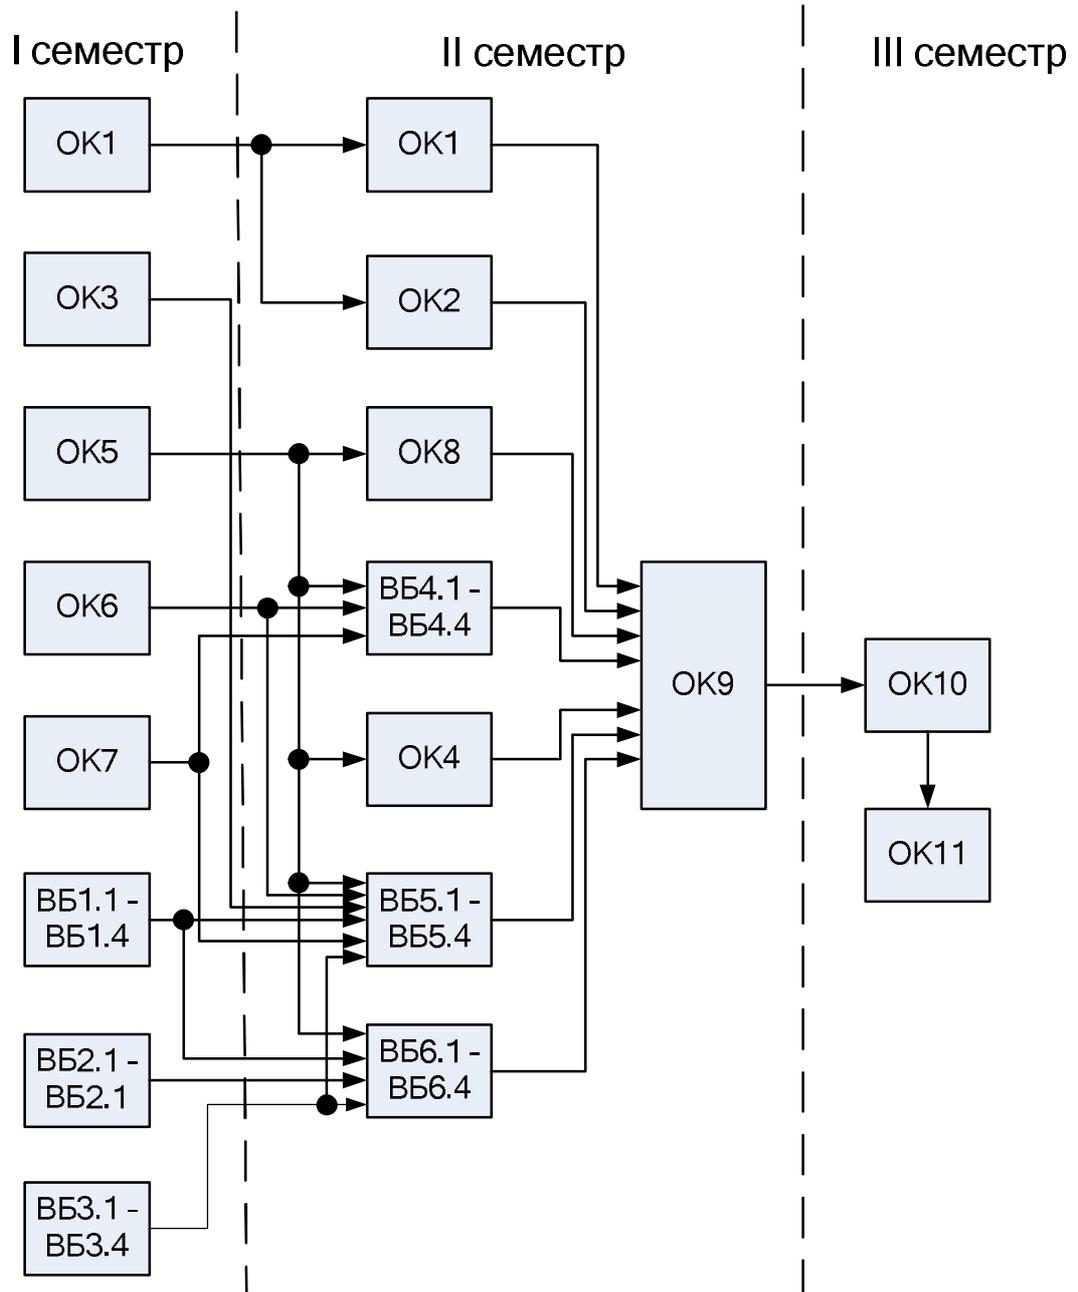 I семестр
II семестр
III семестр
ОК1
ОК3
ОК5
ОК6
ОК7
ВБ1.1 -
ВБ1.4
ВБ2.1 -
ВБ2.1
ВБ3.1 -
ВБ3.4
ОК1
ОК2
ОК8
ВБ4.1 -
ВБ4.4
ОК4
ВБ5.1 -
ВБ5.4
ВБ6.1 -
ВБ6.4
ОК9
ОК10
ОК11